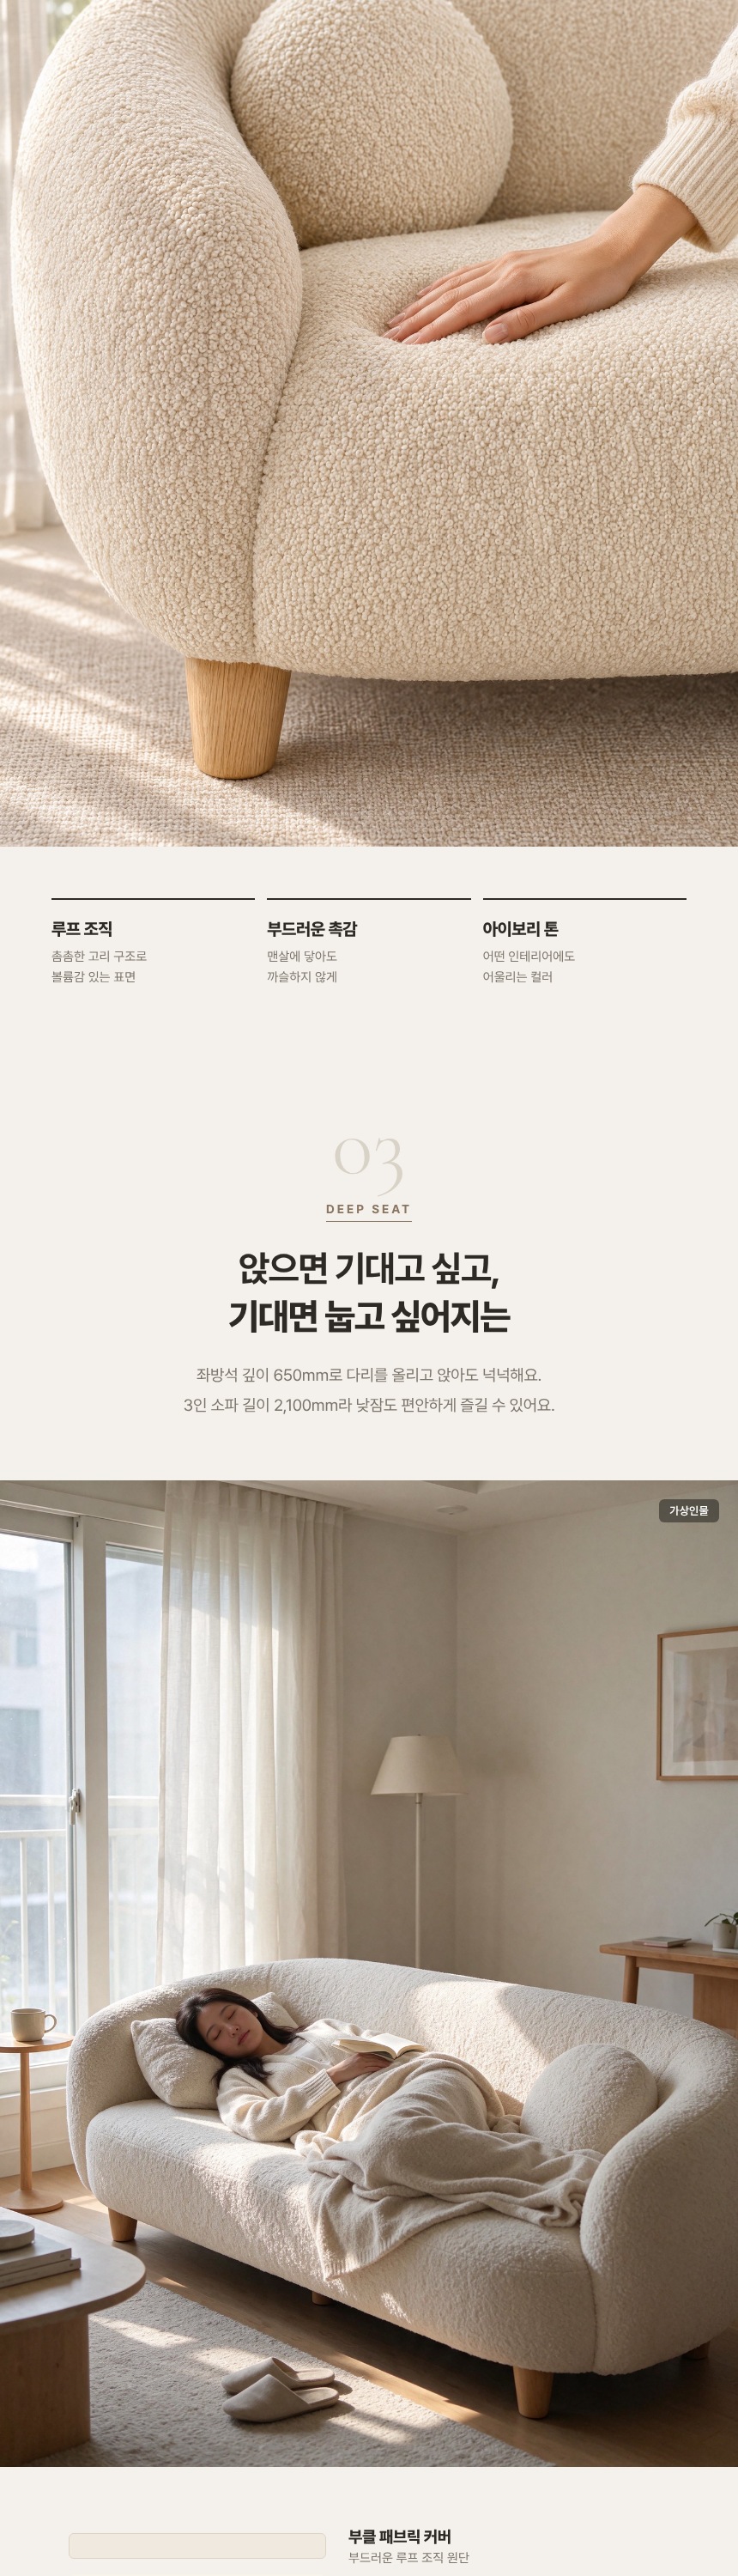 루프 조직
촘촘한 고리 구조로
볼륨감 있는 표면
부드러운 촉감
맨살에 닿아도
까슬하지 않게
아이보리 톤
어떤 인테리어에도
어울리는 컬러
03
DEEP SEAT
앉으면 기대고 싶고,
기대면 눕고 싶어지는
좌방석 깊이 650mm로 다리를 올리고 앉아도 넉넉해요.
3인 소파 길이 2,100mm라 낮잠도 편안하게 즐길 수 있어요.
가상인물
부클 패브릭 커버
부드러운 루프 조직 원단